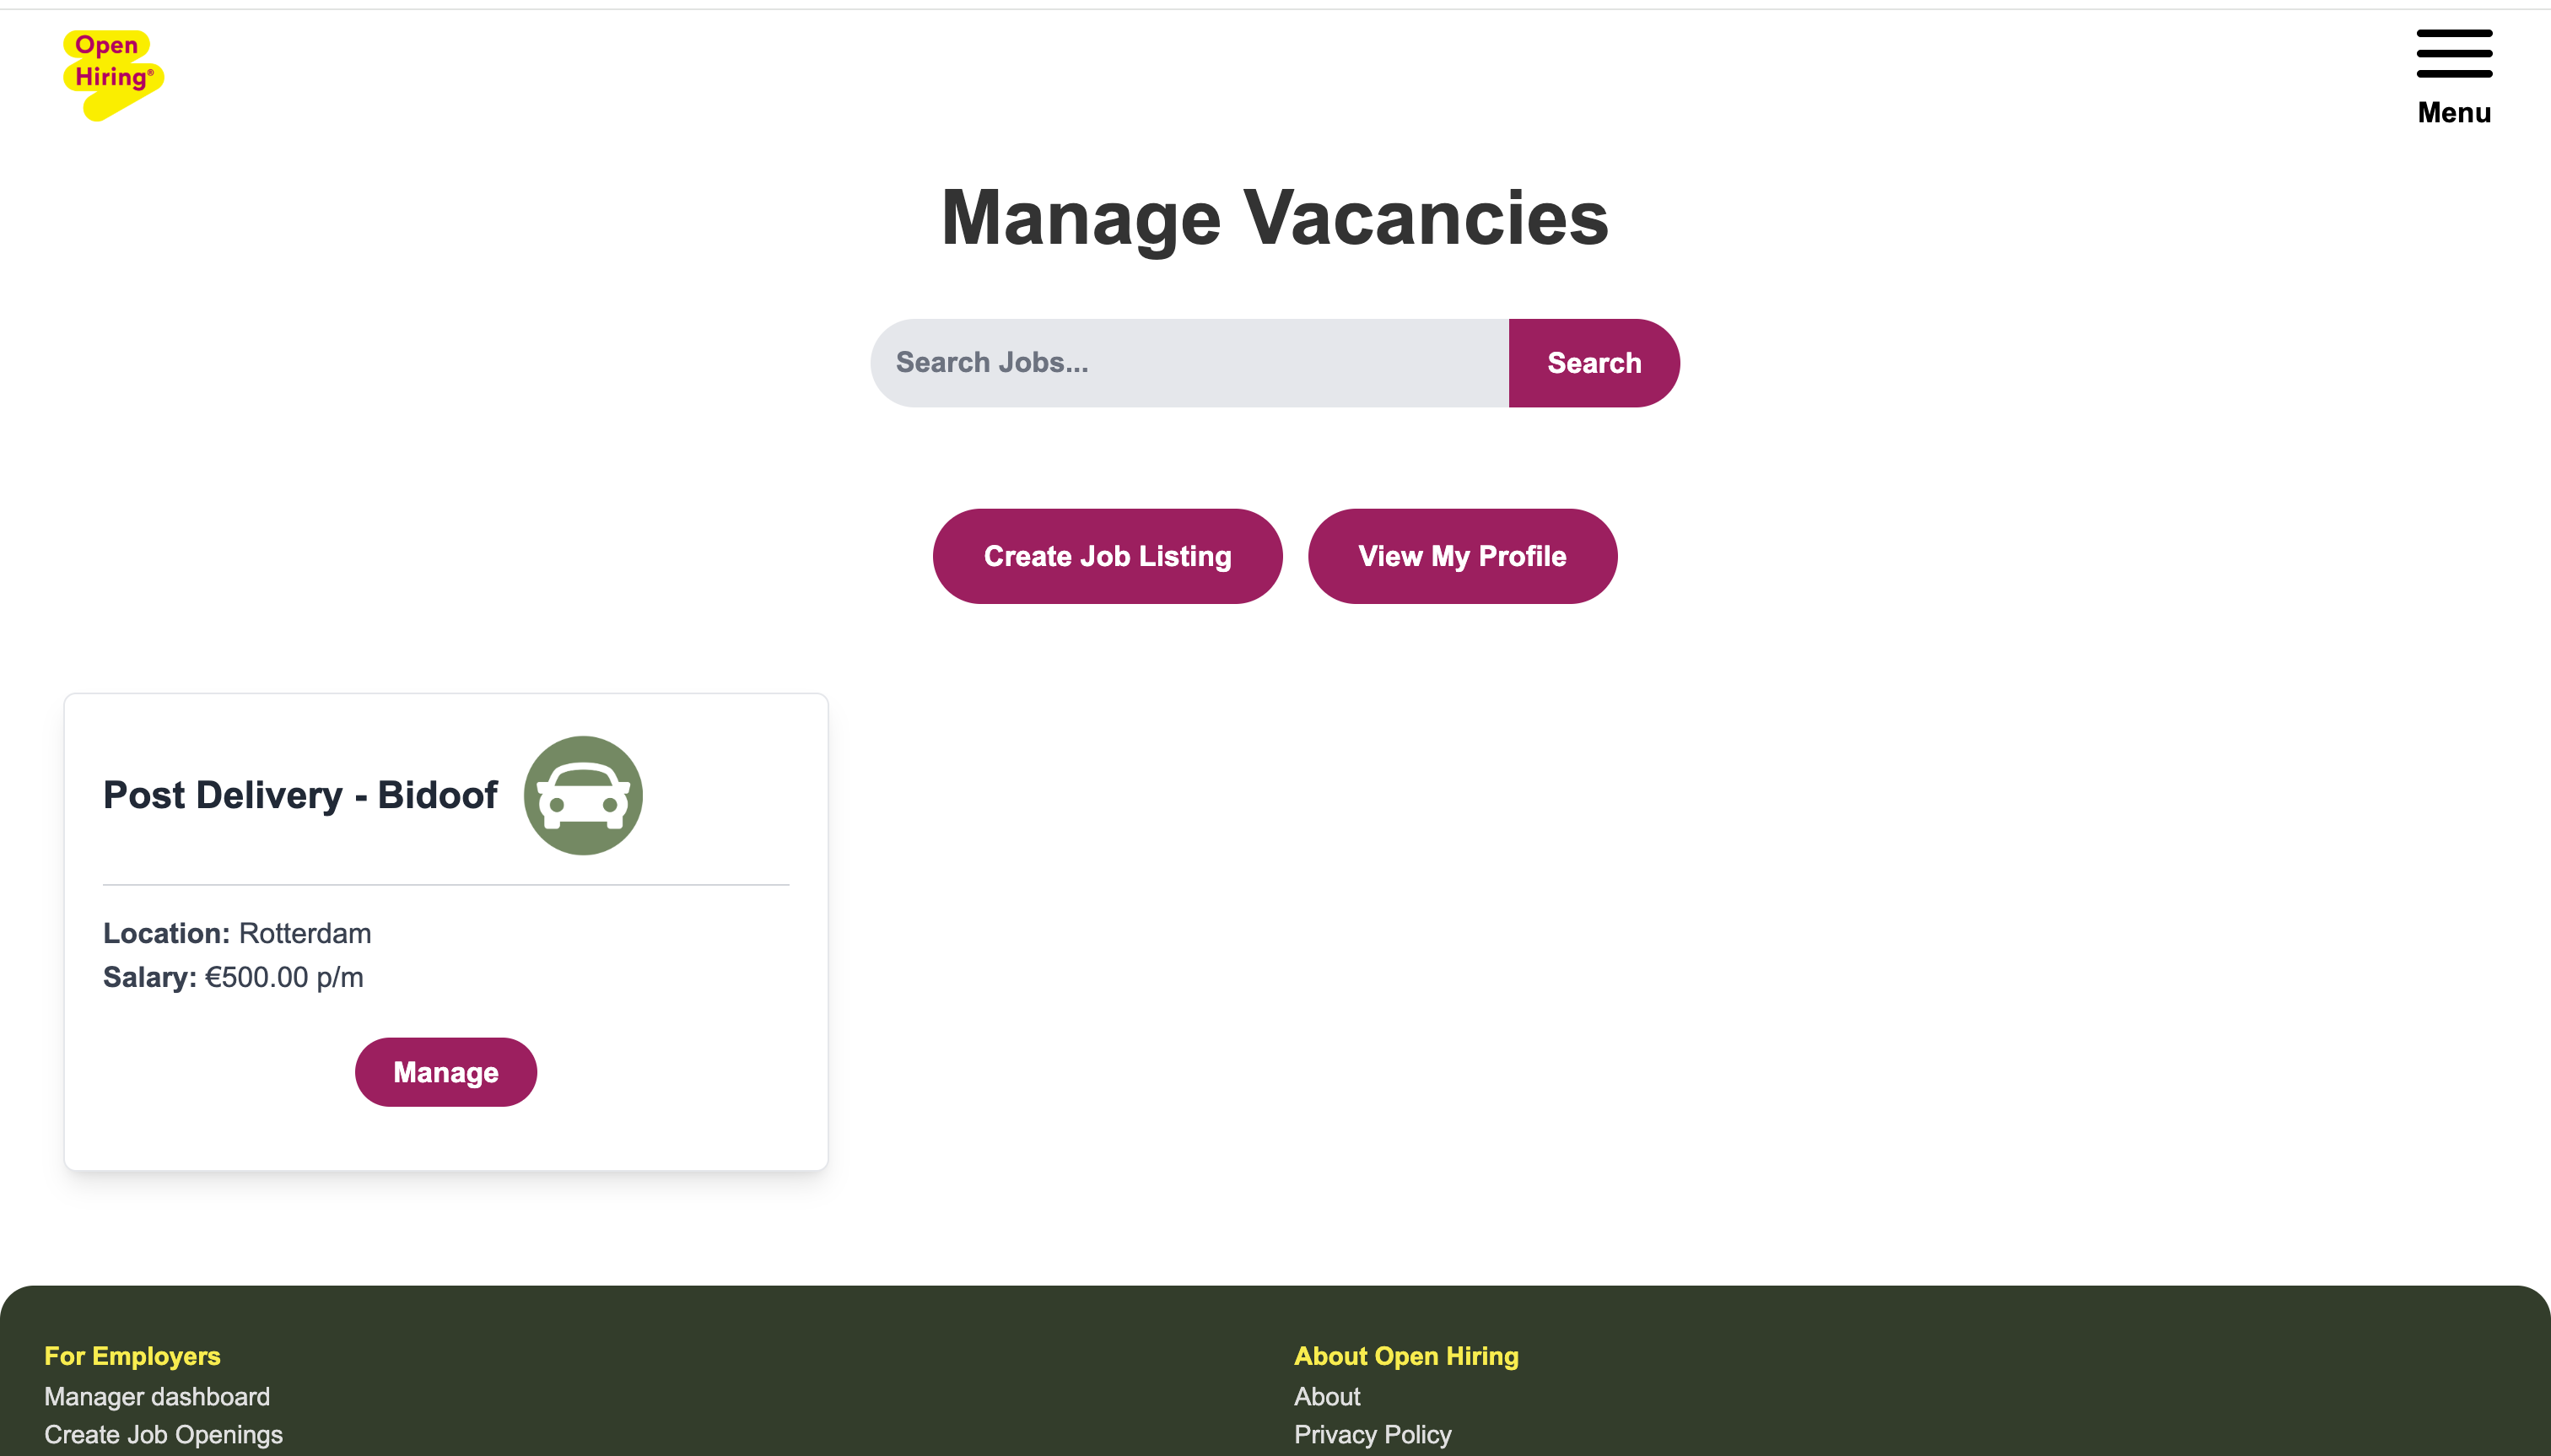 Open
Hiring®
Menu
Manage Vacancies
Search Jobs...
Search
Create Job Listing
View My Profile
Post Delivery - Bidoof
Location: Rotterdam
Salary: €500.00 p/m
Manage
For Employers
Manager dashboard
Create Job Openings
About Open Hiring
About
Privacy Policy